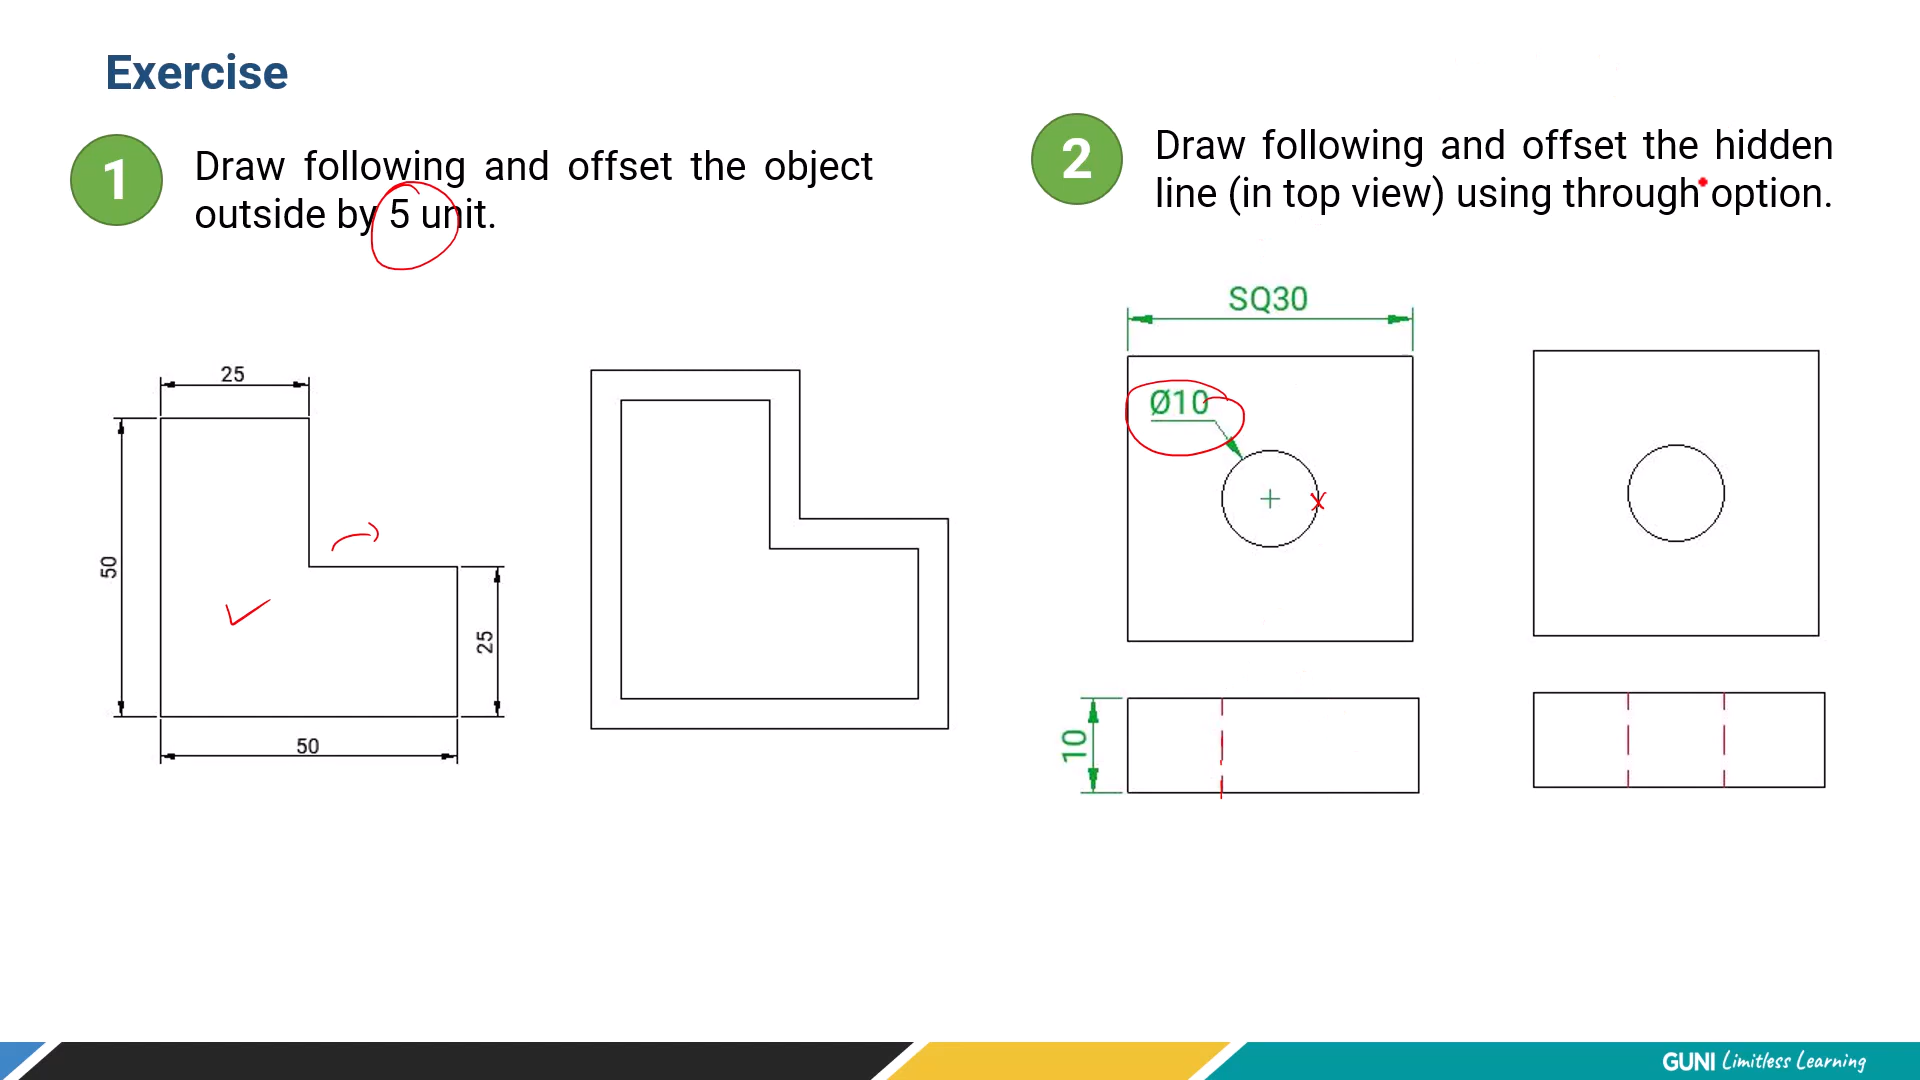 Exercise
1
Draw following and offset the object
outside by 5 unit.
2
Draw following and offset the hidden
line (in top view) using through option.
25
50
25
50
SQ30
Ø10
x
10
GUNI Limitless Learning